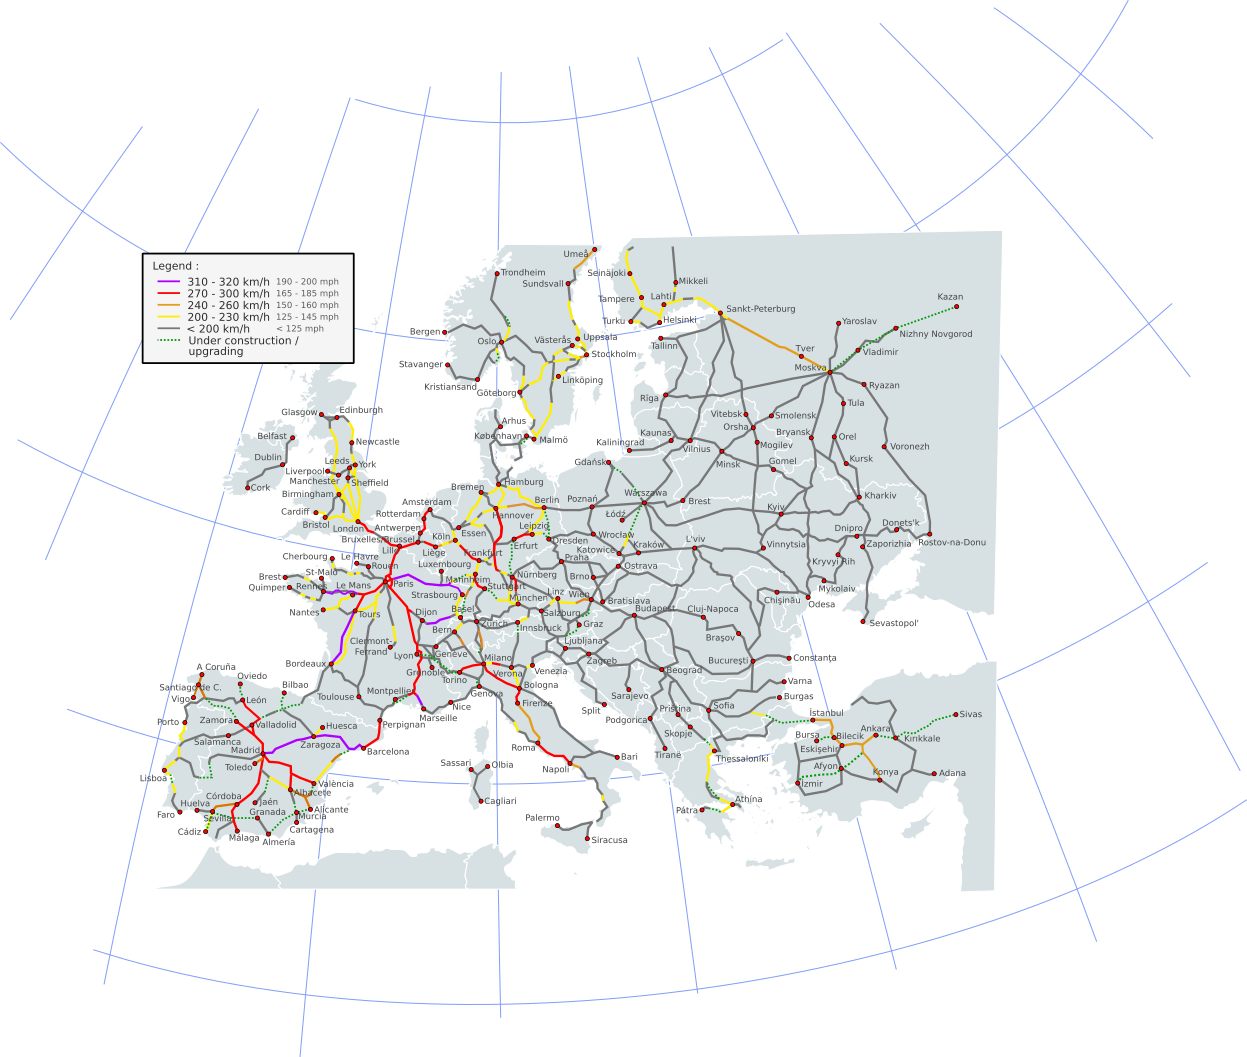 Legend :
310 - 320 km/h 190 - 200 mph
270 - 300 km/h 165 - 185 mph
240 - 260 km/h 150 - 160 mph
200 - 230 km/h 125 - 145 mph
< 200 km/h < 125 mph
Under construction /
upgrading
Umeå
Trondheim
Sundsvall
Seinäjoki
Mikkeli
Tampere
Lahti
Turku
Helsinki
Sankt-Peterburg
Kazan
Yaroslav
Nizhny Novgorod
Bergen
Oslo
Västerås
Uppsala
Stockholm
Tallinn
Tver
Vladimir
Moskva
Stavanger
Kristiansand
Linköping
Göteborg
Ryazan
Rīga
Tula
Glasgow
Edinburgh
Arhus
København
Malmö
Vitebsk
Smolensk
Orsha
Belfast
Newcastle
Kaliningrad
Kaunas
Vilnius
Mogilev
Bryansk
Orel
Voronezh
Dublin
Leeds
York
Liverpool
Manchester
Sheffield
Gdańsk
Minsk
Gomel
Kursk
Cork
Birmingham
Bremen
Hamburg
Berlin
Poznań
Warszawa
Brest
Kharkiv
Cardiff
Bristol
London
Amsterdam
Rotterdam
Antwerpen
Bruxelles/Brussel
Lille
Liège
Köln
Essen
Hannover
Leipzig
Erfurt
Dresden
Łódź
Wrocław
Katowice
Kraków
L'viv
Kyiv
Vinnytsia
Dnipro
Donets'k
Zaporizhia
Rostov-na-Donu
Cherbourg
Le Havre
Rouen
Luxembourg
Frankfurt
Praha
Ostrava
Kryvyi Rih
Brest
Quimper
St-Malo
Rennes
Le Mans
Paris
Mannheim
Stuttgart
Nürnberg
Brno
Mykolaiv
Strasbourg
München
Linz
Wien
Bratislava
Chișinău
Odesa
Nantes
Tours
Dijon
Basel
Zürich
Salzburg
Budapest
Cluj-Napoca
Sevastopol'
Bern
Innsbruck
Graz
Brașov
Clermont-
Ferrand
Lyon
Genève
Ljubljana
Zagreb
București
Constanța
Bordeaux
Grenoble
Torino
Milano
Verona
Venezia
Beograd
A Coruña
Oviedo
Santiago de C.
Bilbao
Toulouse
Montpellier
Nice
Genova
Bologna
Varna
Burgas
Vigo
León
Marseille
Firenze
Split
Sarajevo
Priština
Sofia
İstanbul
Sivas
Porto
Zamora
Valladolid
Huesca
Perpignan
Podgorica
Skopje
Bursa
Bilecik
Ankara
Kırıkkale
Salamanca
Madrid
Zaragoza
Barcelona
Roma
Bari
Tiranë
Thessaloníki
Eskişehir
Toledo
Sassari
Olbia
Napoli
Afyon
Konya
Adana
Lisboa
València
Albacete
İzmir
Córdoba
Huelva
Jaén
Alicante
Cagliari
Athína
Pátra
Faro
Sevilla
Granada
Murcia
Cartagena
Palermo
Cádiz
Málaga
Almería
Siracusa